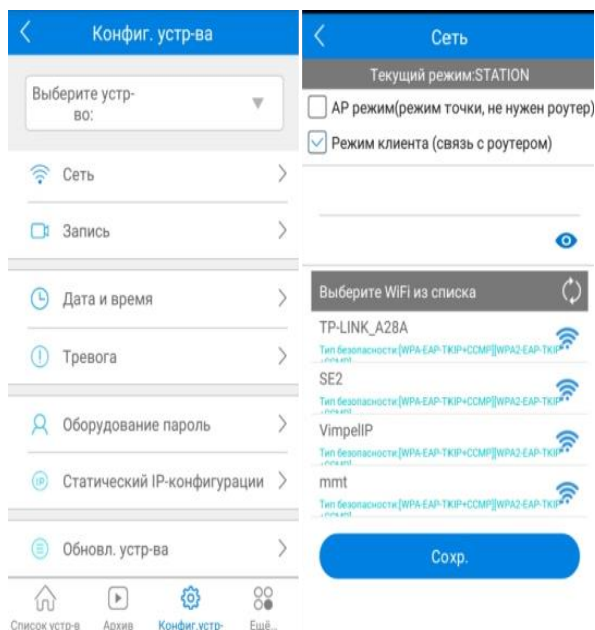 Конфиг. устр-ва
Выберите устр-
во:
Сеть
Запись
Дата и время
Тревога
Оборудование пароль
Статический IP-конфигурации
Обновл. устр-ва
Список устр-в
Архив
Конфиг.устр-
Ещё..
Сеть
Текущий режим:STATION
AP режим(режим точки, не нужен роутер)
Режим клиента (связь с роутером)
Выберите WiFi из списка
TP-LINK_A28A
Тип безопасности:[WPA-EAP-TKIP+CCMP][WPA2-EAP-TKIP
+CCMP]
SE2
Тип безопасности:[WPA-EAP-TKIP+CCMP][WPA2-EAP-TKIP
+CCMP]
VimpelIP
Тип безопасности:[WPA-EAP-TKIP+CCMP][WPA2-EAP-TKIP
+CCMP]
mmt
Тип безопасности:[WPA-EAP-TKIP+CCMP][WPA2-EAP-TKIP
+CCMP]
Сохр.